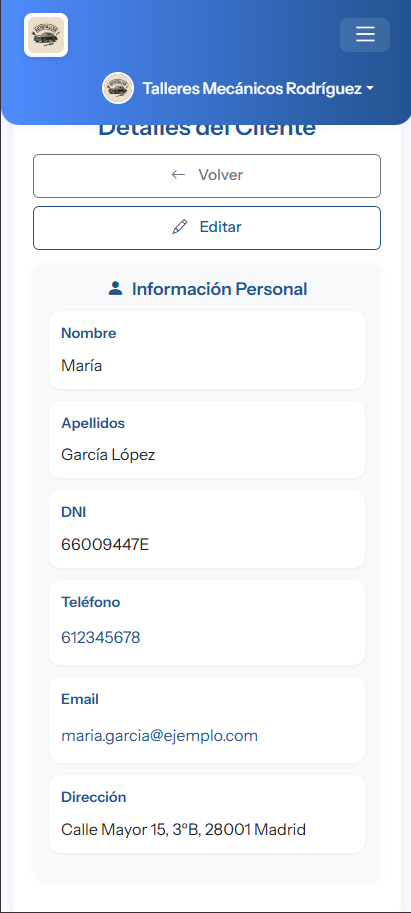 Talleres Mecánicos Rodríguez
Detalles del Cliente
Volver
Editar
Información Personal
Nombre
María
Apellidos
García López
DNI
66009447E
Teléfono
612345678
Email
maria.garcia@ejemplo.com
Dirección
Calle Mayor 15, 3ºB, 28001 Madrid